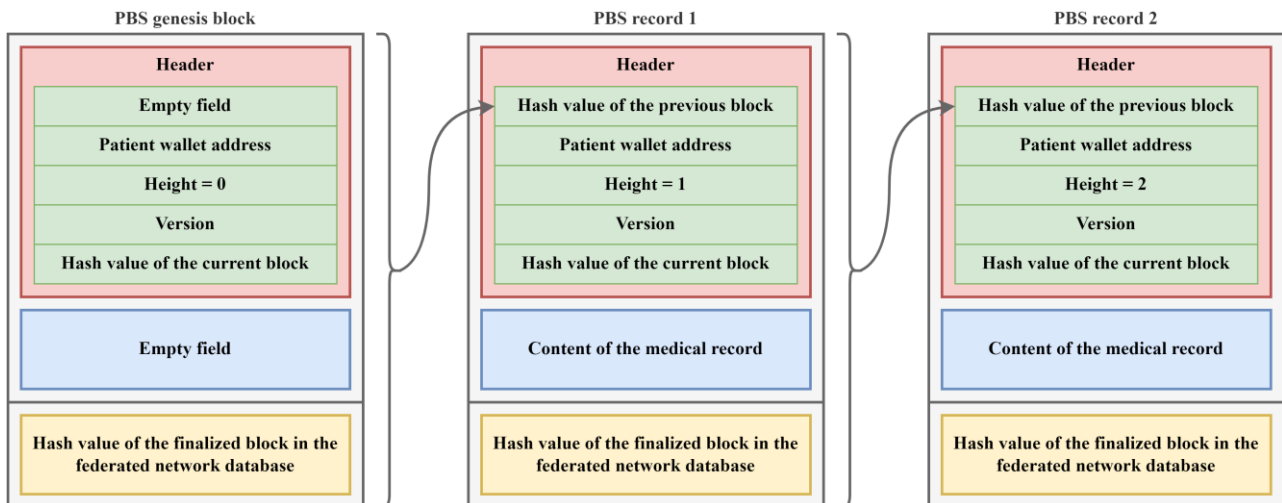 PBS genesis block
Header
Empty field
Patient wallet address
Height = 0
Version
Hash value of the current block
Empty field
Hash value of the finalized block in the
federated network database
PBS record 1
Header
Hash value of the previous block
Patient wallet address
Height = 1
Version
Hash value of the current block
Content of the medical record
Hash value of the finalized block in the
federated network database
PBS record 2
Header
Hash value of the previous block
Patient wallet address
Height = 2
Version
Hash value of the current block
Content of the medical record
Hash value of the finalized block in the
federated network database